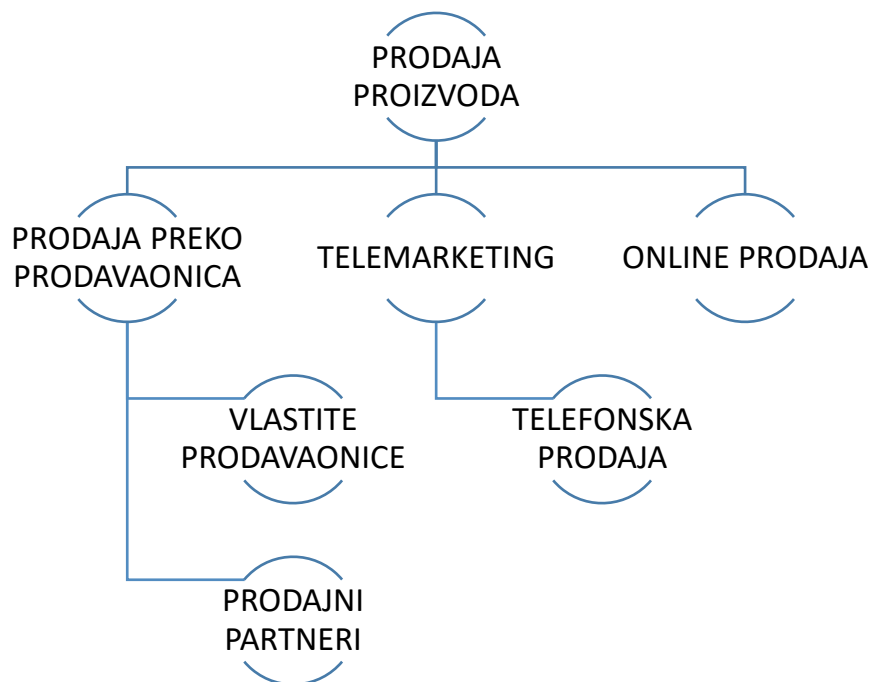 PRODAJA
PROIZVODA
PRODAJA PREKO
PRODAVAONICA
TELEMARKETING
ONLINE PRODAJA
VLASTITE
PRODAVAONICE
TELEFONSKA
PRODAJA
PRODAJNI
PARTNERI